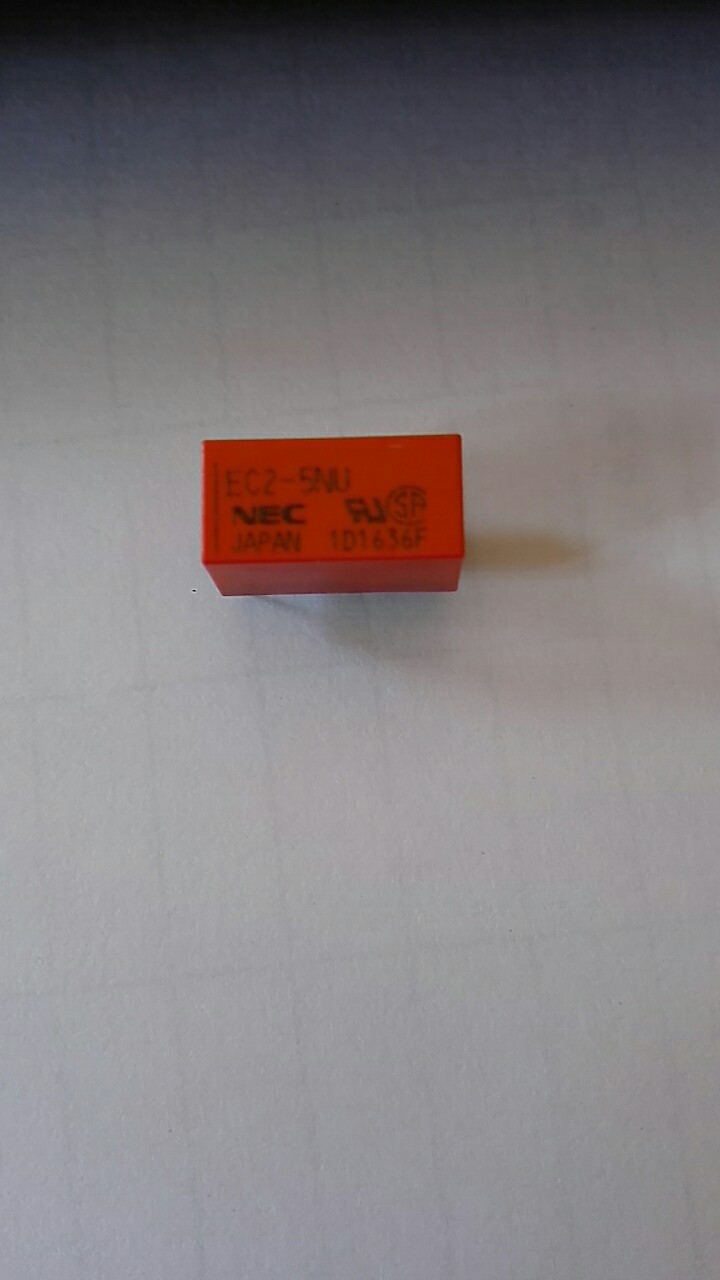 EC2-5NU
NEC
JAPAN 1D1636F